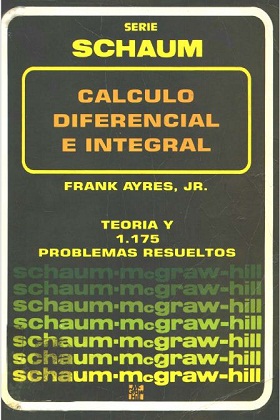 SERIE
SCHAUM
CALCULO
DIFERENCIAL
E INTEGRAL
FRANK AYRES, JR.
TEORIA Y
1.175
PROBLEMAS RESUELTOS
schaum·mcgraw-hill
schaum·mcgraw-hill
schaum·mcgraw-hill
schaum·mcgraw-hill
schaum·mcgraw-hill
schaum·mcgraw-hill
schaum·mcgraw-hill